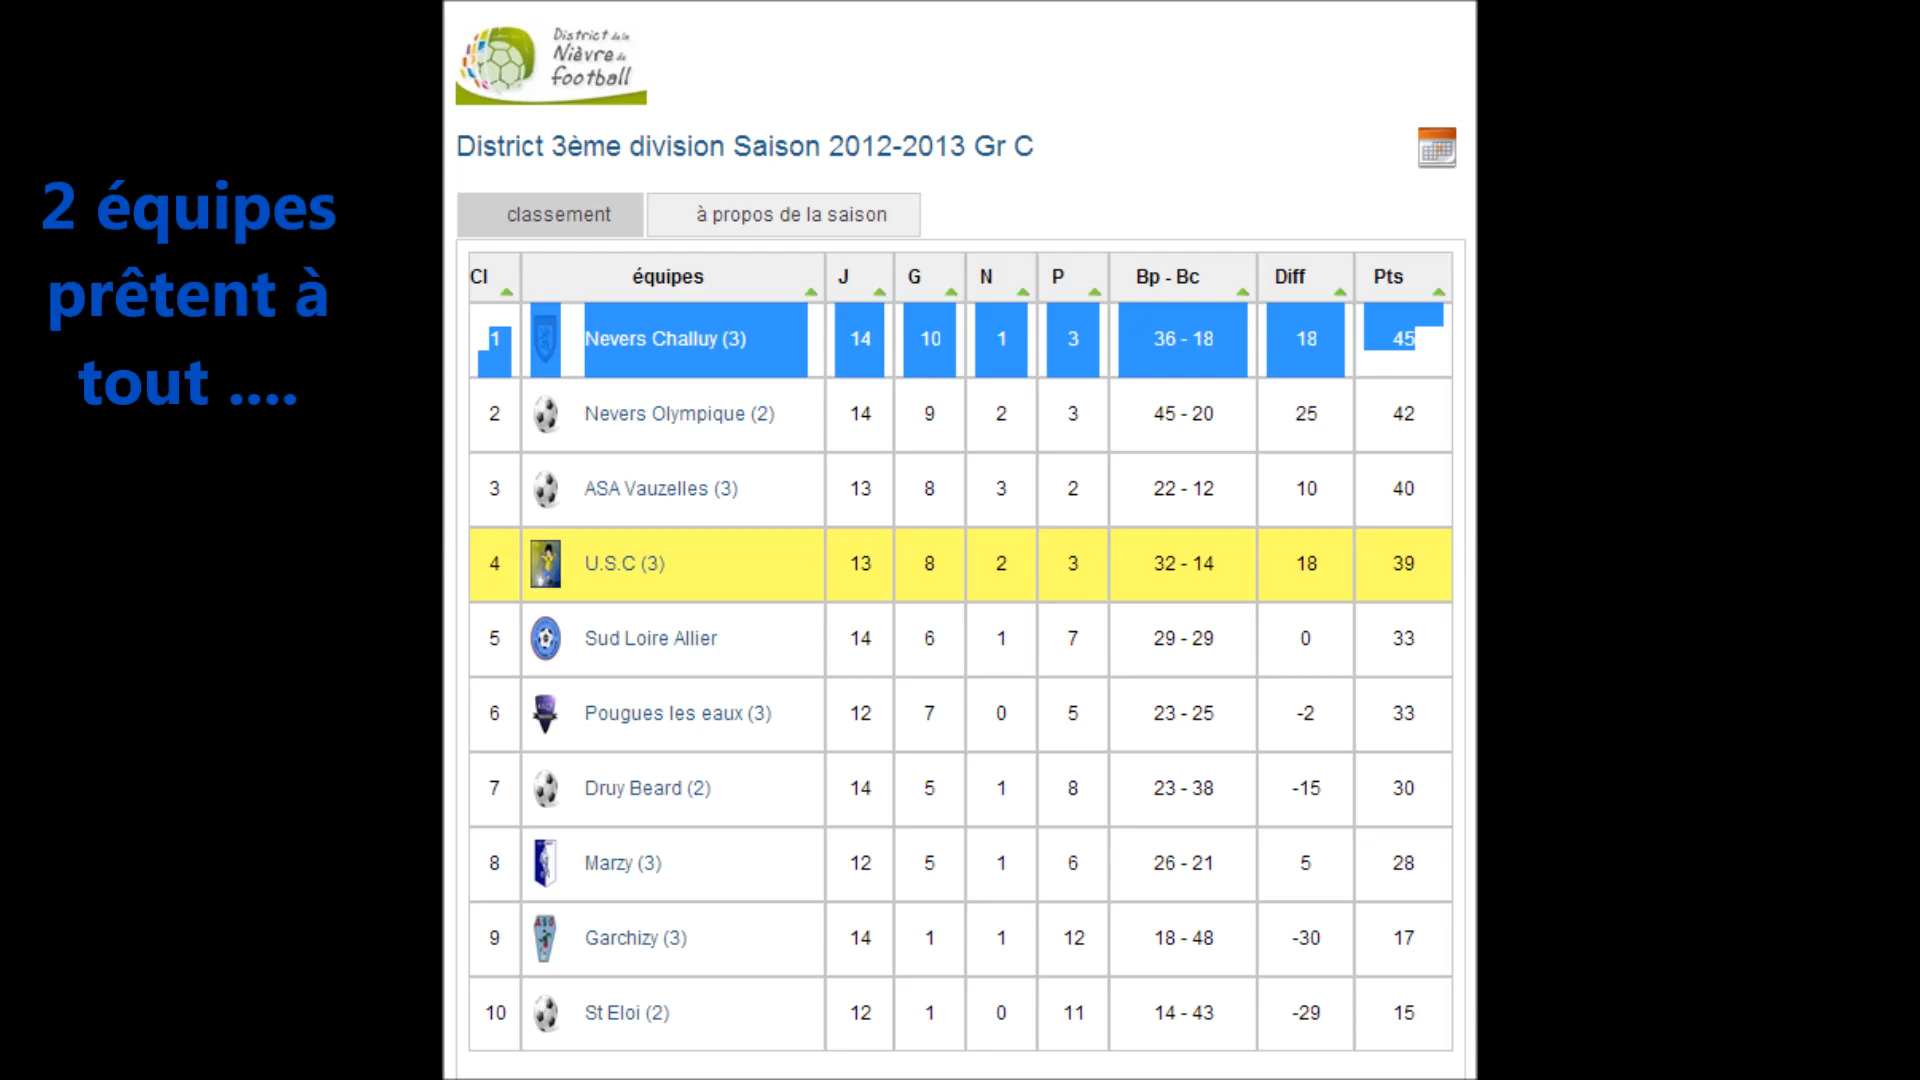 2 équipes
prêtent à
tout ....
District de la
Nièvre de
football
District 3ème division Saison 2012-2013 Gr C
classement à propos de la saison
Cl équipes J G N P Bp - Bc Diff Pts
1 Nevers Challuy (3) 14 10 1 3 36 - 18 18 45
2 Nevers Olympique (2) 14 9 2 3 45 - 20 25 42
3 ASA Vauzelles (3) 13 8 3 2 22 - 12 10 40
4 U.S.C (3) 13 8 2 3 32 - 14 18 39
5 Sud Loire Allier 14 6 1 7 29 - 29 0 33
6 Pougues les eaux (3) 12 7 0 5 23 - 25 -2 33
7 Druy Beard (2) 14 5 1 8 23 - 38 -15 30
8 Marzy (3) 12 5 1 6 26 - 21 5 28
9 Garchizy (3) 14 1 1 12 18 - 48 -30 17
10 St Eloi (2) 12 1 0 11 14 - 43 -29 15